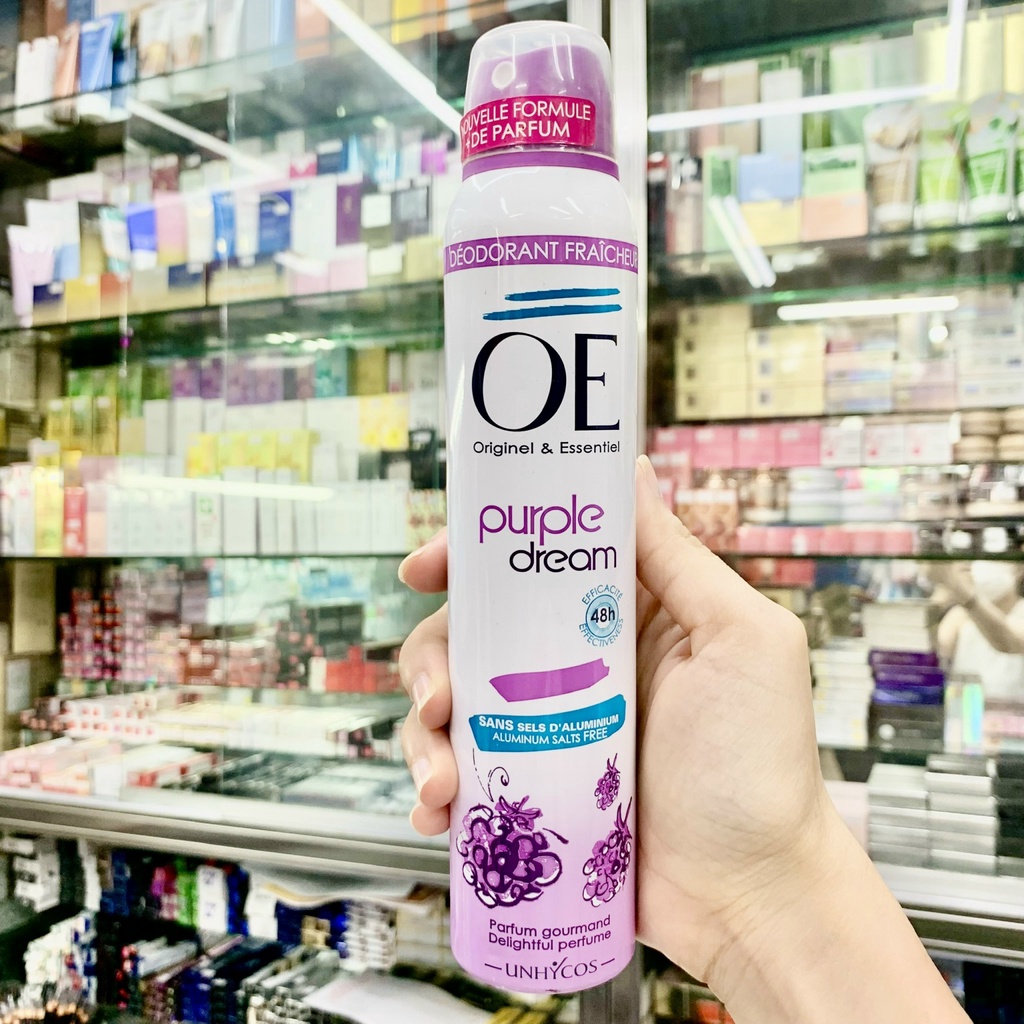 OUVELLE FORMULE
+DE PARFUM
DÉODORANT FRAÎCHEUR
OE
Originel & Essentiel
purple
dream
EFFICACITÉ
48h
EFFECTIVENESS
SANS SELS D'ALUMINIUM
ALUMINUM SALTS FREE
Parfum gourmand
Delightful perfume
UNHYCOS